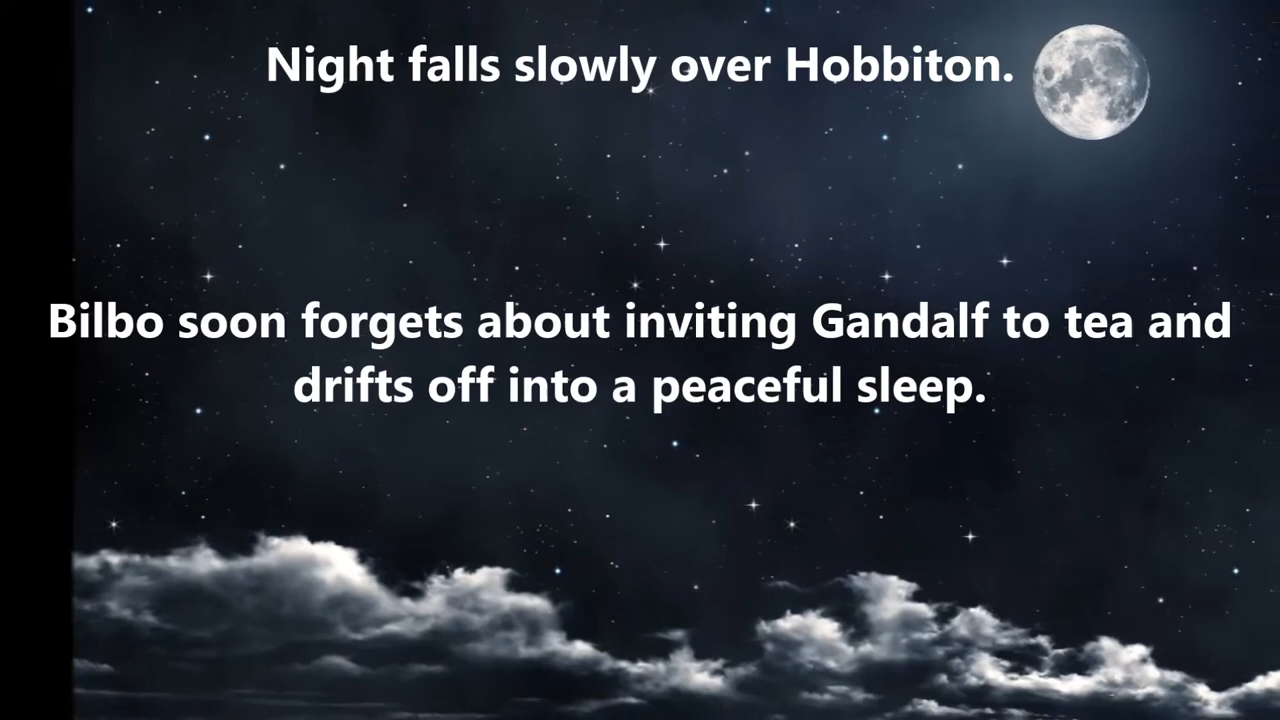 Night falls slowly over Hobbiton.
Bilbo soon forgets about inviting Gandalf to tea and
drifts off into a peaceful sleep.